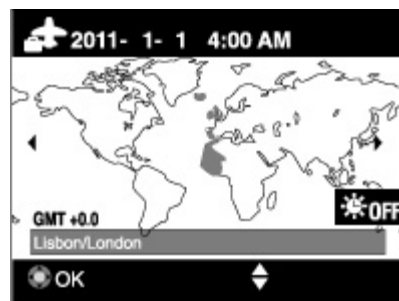 2011- 1- 1 4:00 AM
OFF
GMT +0.0
Lisbon/London
OK